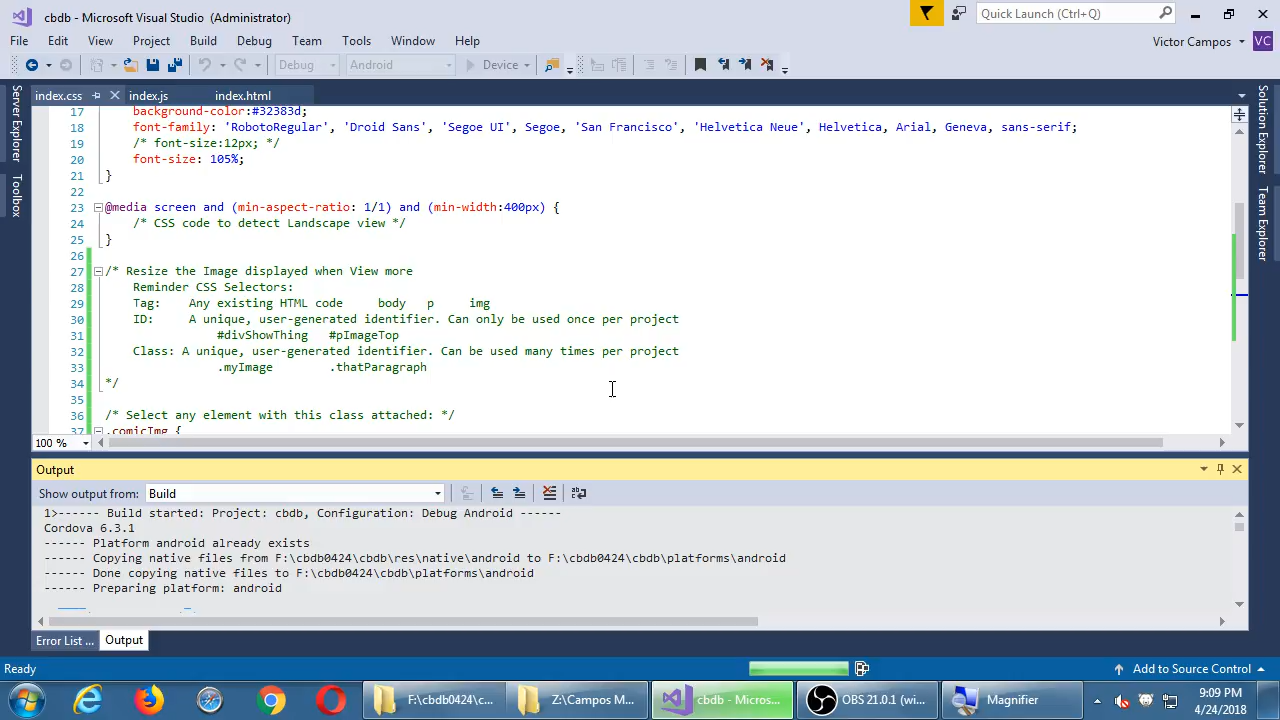 cbdb - Microsoft Visual Studio (Administrator)
Quick Launch (Ctrl+Q)
File Edit View Project Build Debug Team Tools Window Help
Victor Campos VC
Debug Android Device
index.css index.js index.html
Server Explorer
Toolbox
Solution Explorer
Team Explorer
17 background-color:#32383d;
18 font-family: 'RobotoRegular', 'Droid Sans', 'Segoe UI', Segoe, 'San Francisco', 'Helvetica Neue', Helvetica, Arial, Geneva, sans-serif;
19 /* font-size:12px; */
20 font-size: 105%;
21 }
22
23 @media screen and (min-aspect-ratio: 1/1) and (min-width:400px) {
24 /* CSS code to detect Landscape view */
25 }
26
27 /* Resize the Image displayed when View more
28 Reminder CSS Selectors:
29 Tag: Any existing HTML code body p img
30 ID: A unique, user-generated identifier. Can only be used once per project
31 #divShowThing #pImageTop
32 Class: A unique, user-generated identifier. Can be used many times per project
33 .myImage .thatParagraph
34 */
35
36 /* Select any element with this class attached: */
37 .comicImg {
100 %
Output
Show output from: Build
1>------ Build started: Project: cbdb, Configuration: Debug Android ------
Cordova 6.3.1
------ Platform android already exists
------ Copying native files from F:\cbdb0424\cbdb\res\native\android to F:\cbdb0424\cbdb\platforms\android
------ Done copying native files to F:\cbdb0424\cbdb\platforms\android
------ Preparing platform: android
Error List ... Output
Ready
Add to Source Control
F:\cbdb0424\c... Z:\Campos M... cbdb - Micros... OBS 21.0.1 (wi... Magnifier
9:09 PM
4/24/2018